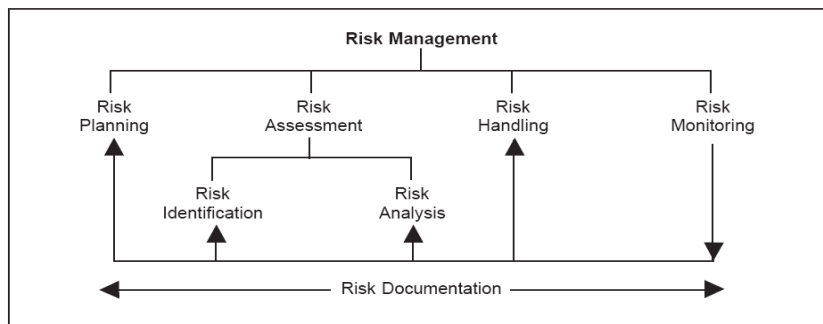 Risk Management
Risk
Planning
Risk
Assessment
Risk
Handling
Risk
Monitoring
Risk
Identification
Risk
Analysis
Risk Documentation